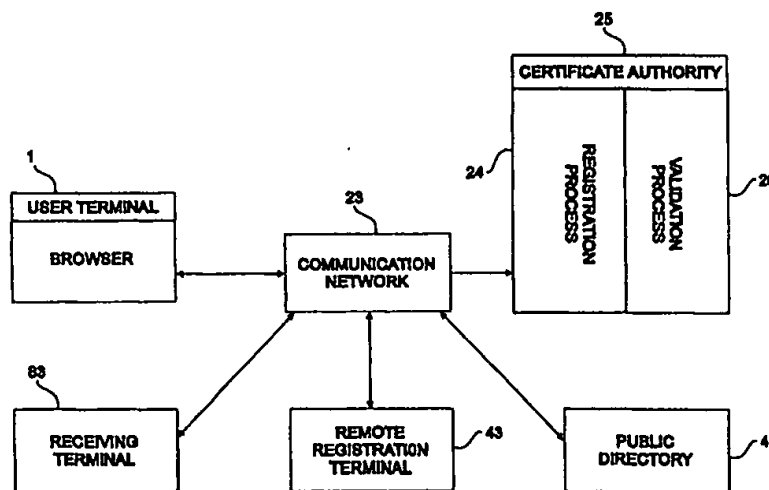 25
CERTIFICATE AUTHORITY
24
REGISTRATION
PROCESS
VALIDATION
PROCESS
1
USER TERMINAL
BROWSER
23
COMMUNICATION
NETWORK
83
RECEIVING
TERMINAL
REMOTE
REGISTRATION
TERMINAL
43
PUBLIC
DIRECTORY